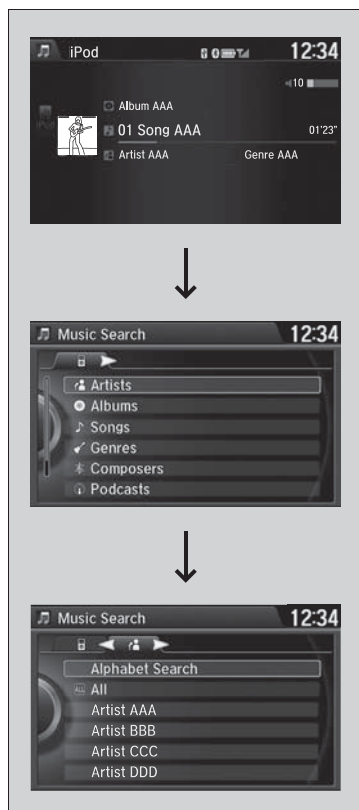 iPod 12:34
10
Album AAA
01 Song AAA 01'23"
Artist AAA Genre AAA
Music Search 12:34
Artists
Albums
Songs
Genres
Composers
Podcasts
Music Search 12:34
Alphabet Search
ALL All
Artist AAA
Artist BBB
Artist CCC
Artist DDD